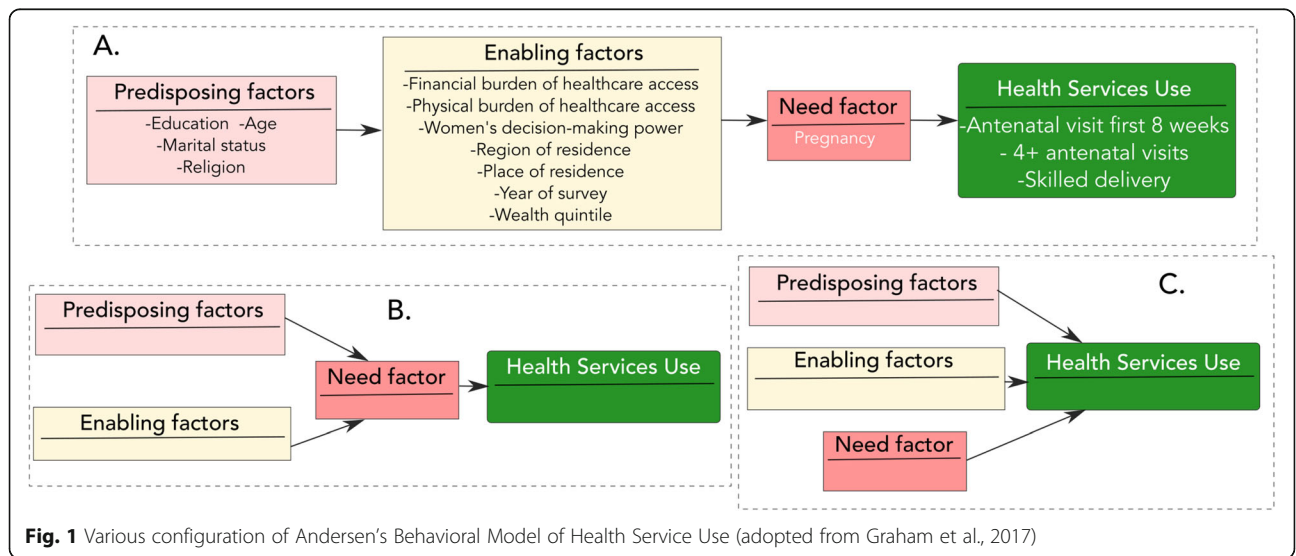 A.
Predisposing factors
-Education -Age
-Marital status
-Religion
Enabling factors
-Financial burden of healthcare access
-Physical burden of healthcare access
-Women's decision-making power
-Region of residence
-Place of residence
-Year of survey
-Wealth quintile
Need factor
Pregnancy
Health Services Use
-Antenatal visit first 8 weeks
- 4+ antenatal visits
-Skilled delivery
B.
Predisposing factors
Enabling factors
Need factor
Health Services Use
C.
Predisposing factors
Enabling factors
Need factor
Health Services Use
Fig. 1 Various configuration of Andersen's Behavioral Model of Health Service Use (adopted from Graham et al., 2017)